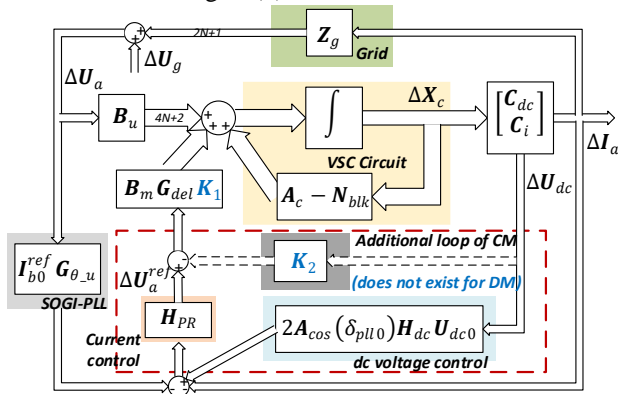 2N+1
Z_g
Grid
ΔU_g
ΔU_a
B_u
4N+2
+
+
+ +
∫
ΔX_c
[C_dc
C_i]
ΔI_a
VSC Circuit
A_c − N_blk
ΔU_dc
B_m G_del K_1
Additional loop of CM
K_2
(does not exist for DM)
I_b0^ref G_θ_u
SOGI-PLL
ΔU_a^ref
H_PR
Current
control
2A_cos(δ_pll0)H_dc U_dc0
dc voltage control